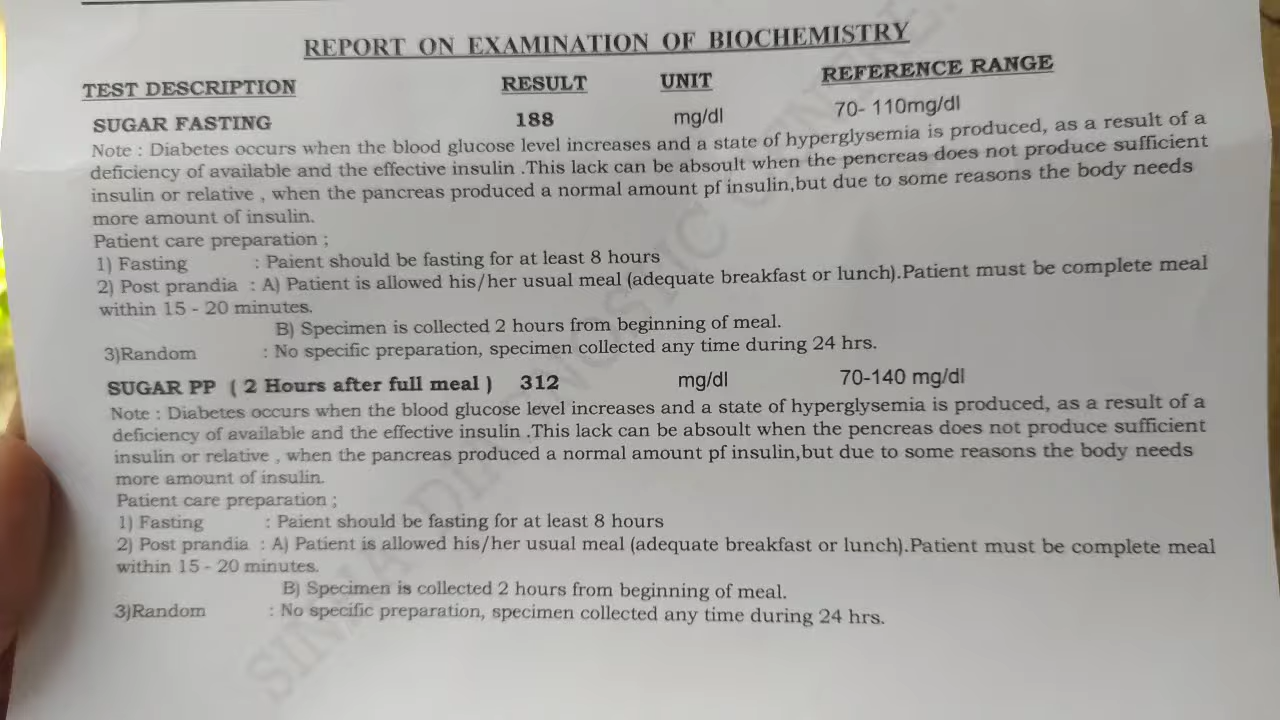 REPORT ON EXAMINATION OF BIOCHEMISTRY
TEST DESCRIPTION RESULT UNIT REFERENCE RANGE
SUGAR FASTING 188 mg/dl 70- 110mg/dl
Note : Diabetes occurs when the blood glucose level increases and a state of hyperglysemia is produced, as a result of a
deficiency of available and the effective insulin .This lack can be absoult when the pencreas does not produce sufficient
insulin or relative , when the pancreas produced a normal amount pf insulin,but due to some reasons the body needs
more amount of insulin.
Patient care preparation ;
1) Fasting : Paient should be fasting for at least 8 hours
2) Post prandia : A) Patient is allowed his/her usual meal (adequate breakfast or lunch).Patient must be complete meal
within 15 - 20 minutes.
B) Specimen is collected 2 hours from beginning of meal.
3)Random : No specific preparation, specimen collected any time during 24 hrs.
SUGAR PP ( 2 Hours after full meal ) 312 mg/dl 70-140 mg/dl
Note : Diabetes occurs when the blood glucose level increases and a state of hyperglysemia is produced, as a result of a
deficiency of available and the effective insulin .This lack can be absoult when the pencreas does not produce sufficient
insulin or relative , when the pancreas produced a normal amount pf insulin,but due to some reasons the body needs
more amount of insulin.
Patient care preparation ;
1) Fasting : Paient should be fasting for at least 8 hours
2) Post prandia : A) Patient is allowed his/her usual meal (adequate breakfast or lunch).Patient must be complete meal
within 15 - 20 minutes.
B) Specimen is collected 2 hours from beginning of meal.
3)Random : No specific preparation, specimen collected any time during 24 hrs.